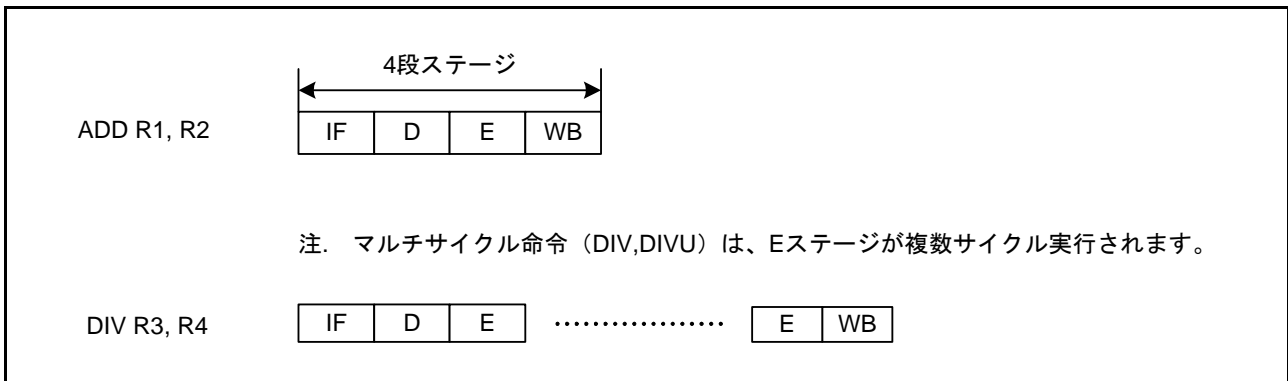 4段ステージ
ADD R1, R2 IF D E WB
注. マルチサイクル命令（DIV,DIVU）は、Eステージが複数サイクル実行されます。
DIV R3, R4 IF D E ･･････････････････ E WB